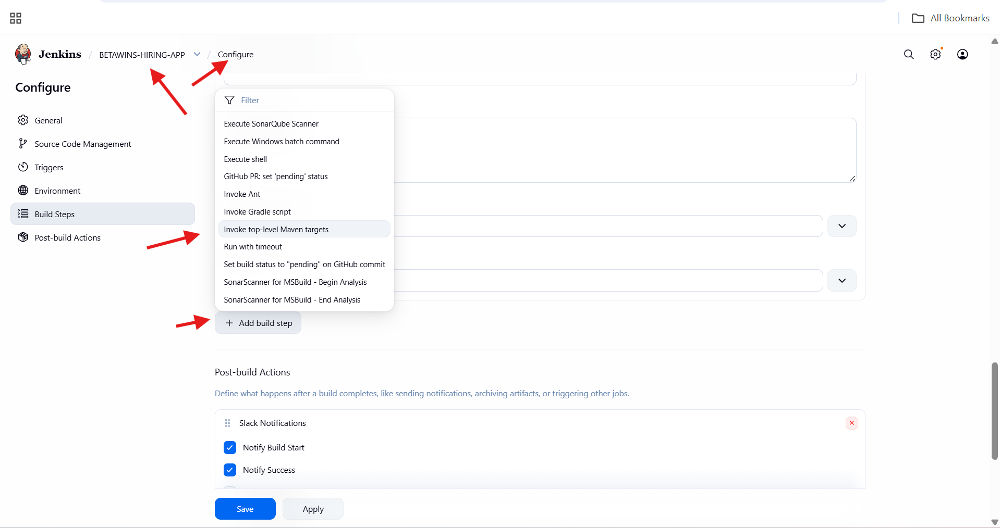 All Bookmarks
Jenkins / BETAWINS-HIRING-APP / Configure
Configure
General
Source Code Management
Triggers
Environment
Build Steps
Post-build Actions
Filter
Execute SonarQube Scanner
Execute Windows batch command
Execute shell
GitHub PR: set 'pending' status
Invoke Ant
Invoke Gradle script
Invoke top-level Maven targets
Run with timeout
Set build status to "pending" on GitHub commit
SonarScanner for MSBuild - Begin Analysis
SonarScanner for MSBuild - End Analysis
+ Add build step
Post-build Actions
Define what happens after a build completes, like sending notifications, archiving artifacts, or triggering other jobs.
Slack Notifications
Notify Build Start
Notify Success
Save Apply